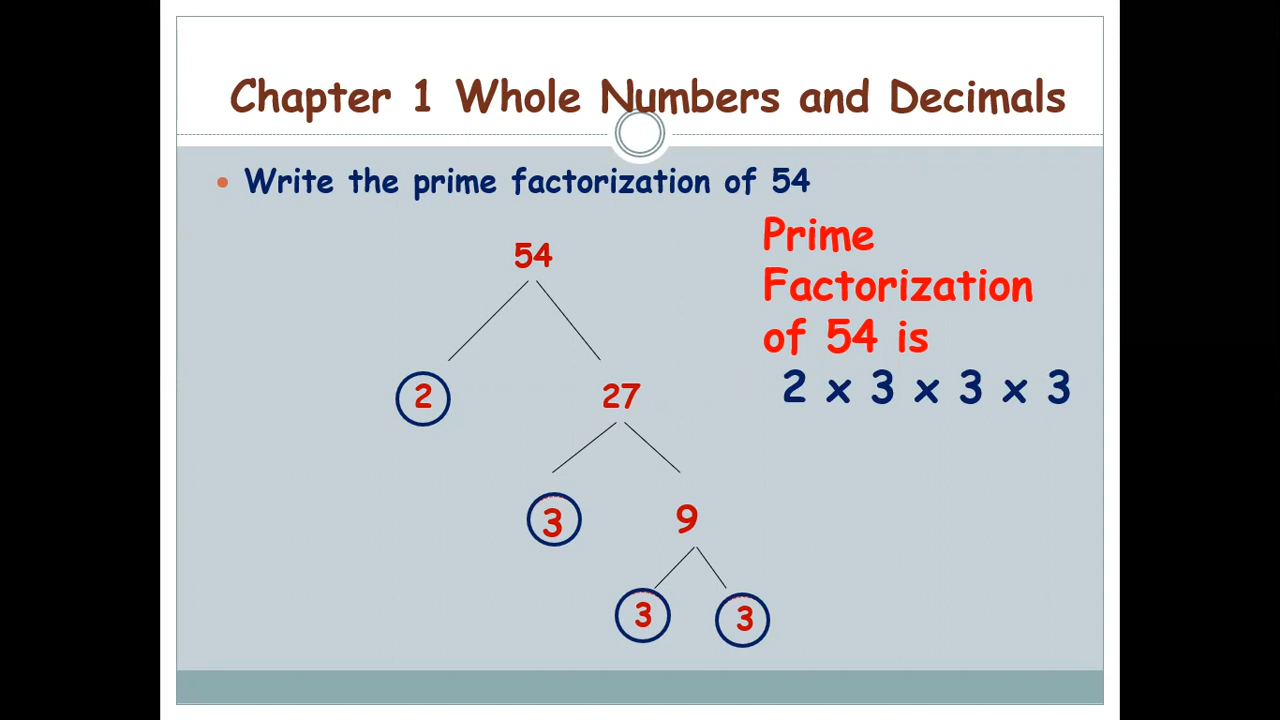 Chapter 1 Whole Numbers and Decimals
Write the prime factorization of 54
54
Prime
Factorization
of 54 is
2 x 3 x 3 x 3
2 27
3 9
3 3